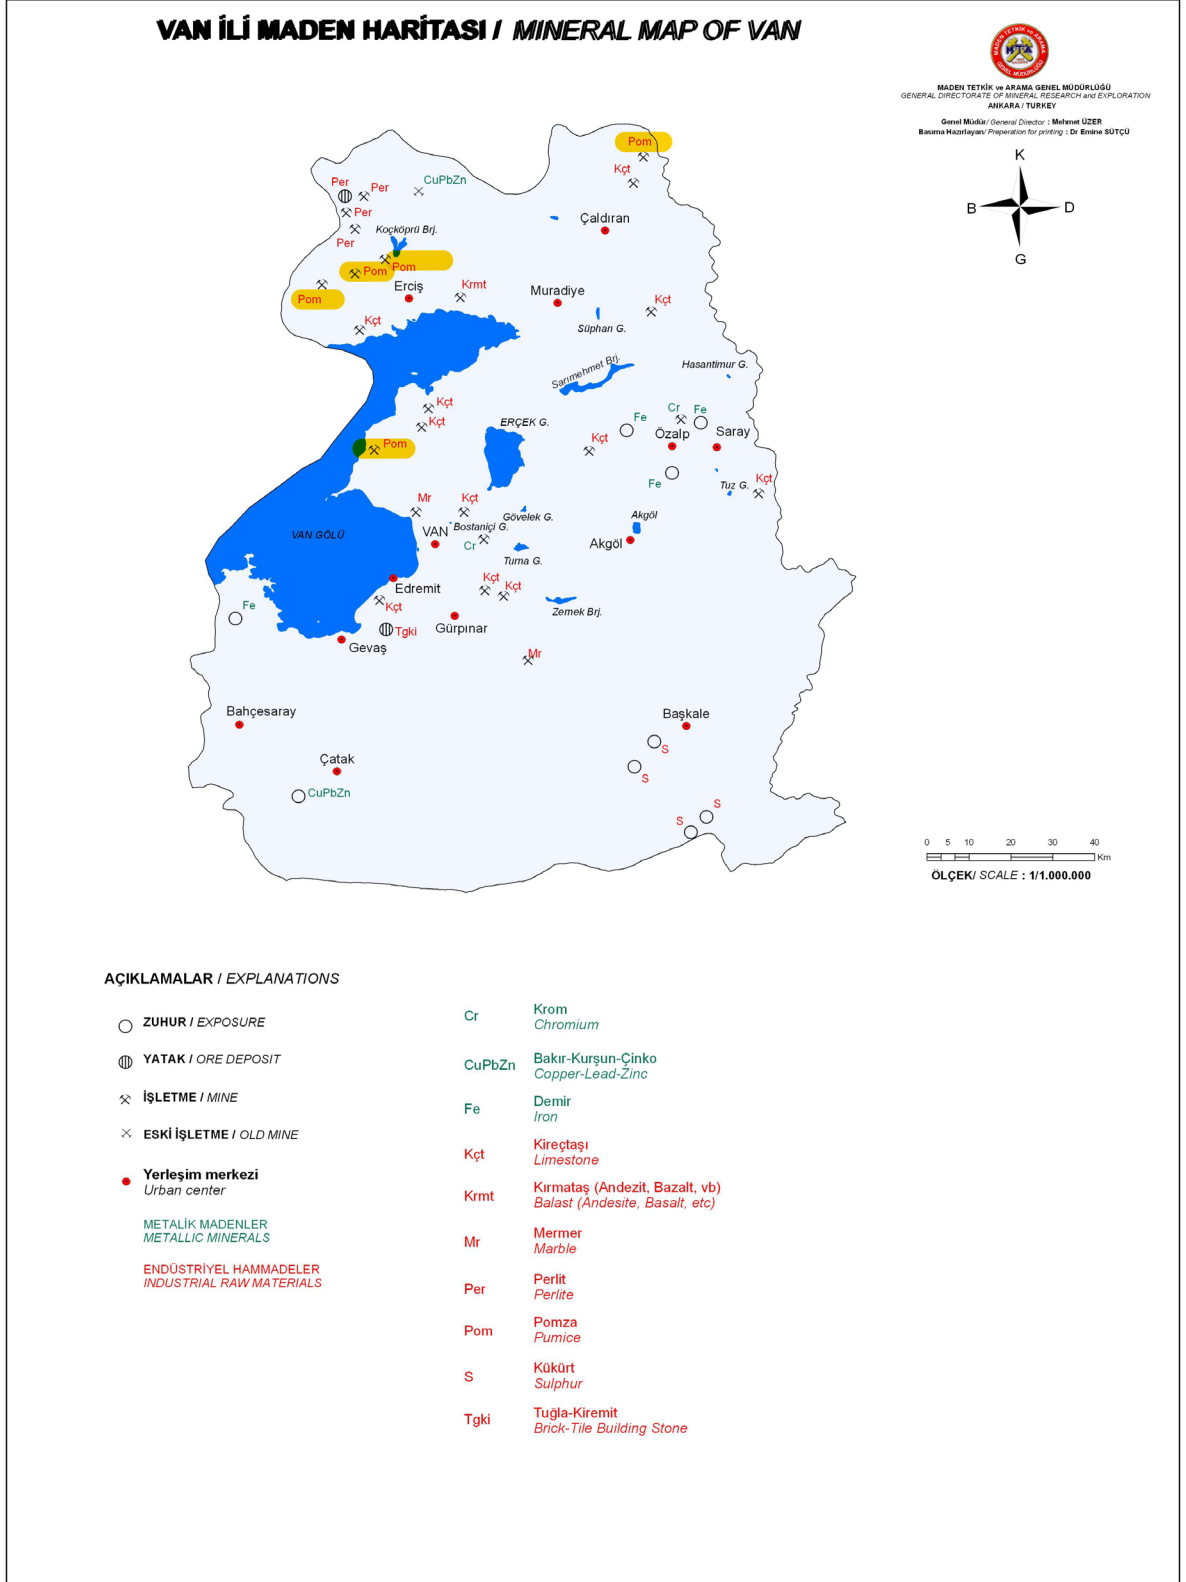 VAN İLİ MADEN HARİTASI / MINERAL MAP OF VAN
MADEN TETKİK ve ARAMA
MTA
GENEL MÜDÜRLÜĞÜ
MADEN TETKİK ve ARAMA GENEL MÜDÜRLÜĞÜ
GENERAL DIRECTORATE OF MINERAL RESEARCH and EXPLORATION
ANKARA / TURKEY
Genel Müdür/ General Director : Mehmet ÜZER
Basıma Hazırlayan/ Preperation for printing : Dr Emine SÜTÇÜ
K
B
D
G
Pom
Kçt
Per
Per
CuPbZn
Per
Çaldıran
Koçköprü Brj.
Per
Pom
Pom
Pom
Erciş
Krmt
Muradiye
Kçt
Süphan G.
Kçt
Sarımehmet Brj.
Hasantimur G.
Kçt
Kçt
ERÇEK G.
Fe
Cr
Fe
Kçt
Özalp
Saray
Pom
Fe
Tuz G.
Kçt
Mr
Kçt
Gövelek G.
Akgöl
VAN GÖLÜ
VAN
Bostaniçi G.
Cr
Akgöl
Turna G.
Kçt
Kçt
Edremit
Kçt
Zernek Brj.
Fe
Tgki
Gürpınar
Gevaş
Mr
Bahçesaray
Başkale
S
Çatak
S
CuPbZn
S
S
0 5 10 20 30 40
Km
ÖLÇEK/ SCALE : 1/1.000.000
AÇIKLAMALAR / EXPLANATIONS
ZUHUR / EXPOSURE
YATAK / ORE DEPOSIT
İŞLETME / MINE
ESKİ İŞLETME / OLD MINE
Yerleşim merkezi
Urban center
METALİK MADENLER
METALLIC MINERALS
ENDÜSTRİYEL HAMMADELER
INDUSTRIAL RAW MATERIALS
Cr
Krom
Chromium
CuPbZn
Bakır-Kurşun-Çinko
Copper-Lead-Zinc
Fe
Demir
Iron
Kçt
Kireçtaşı
Limestone
Krmt
Kırmataş (Andezit, Bazalt, vb)
Balast (Andesite, Basalt, etc)
Mr
Mermer
Marble
Per
Perlit
Perlite
Pom
Pomza
Pumice
S
Kükürt
Sulphur
Tgki
Tuğla-Kiremit
Brick-Tile Building Stone